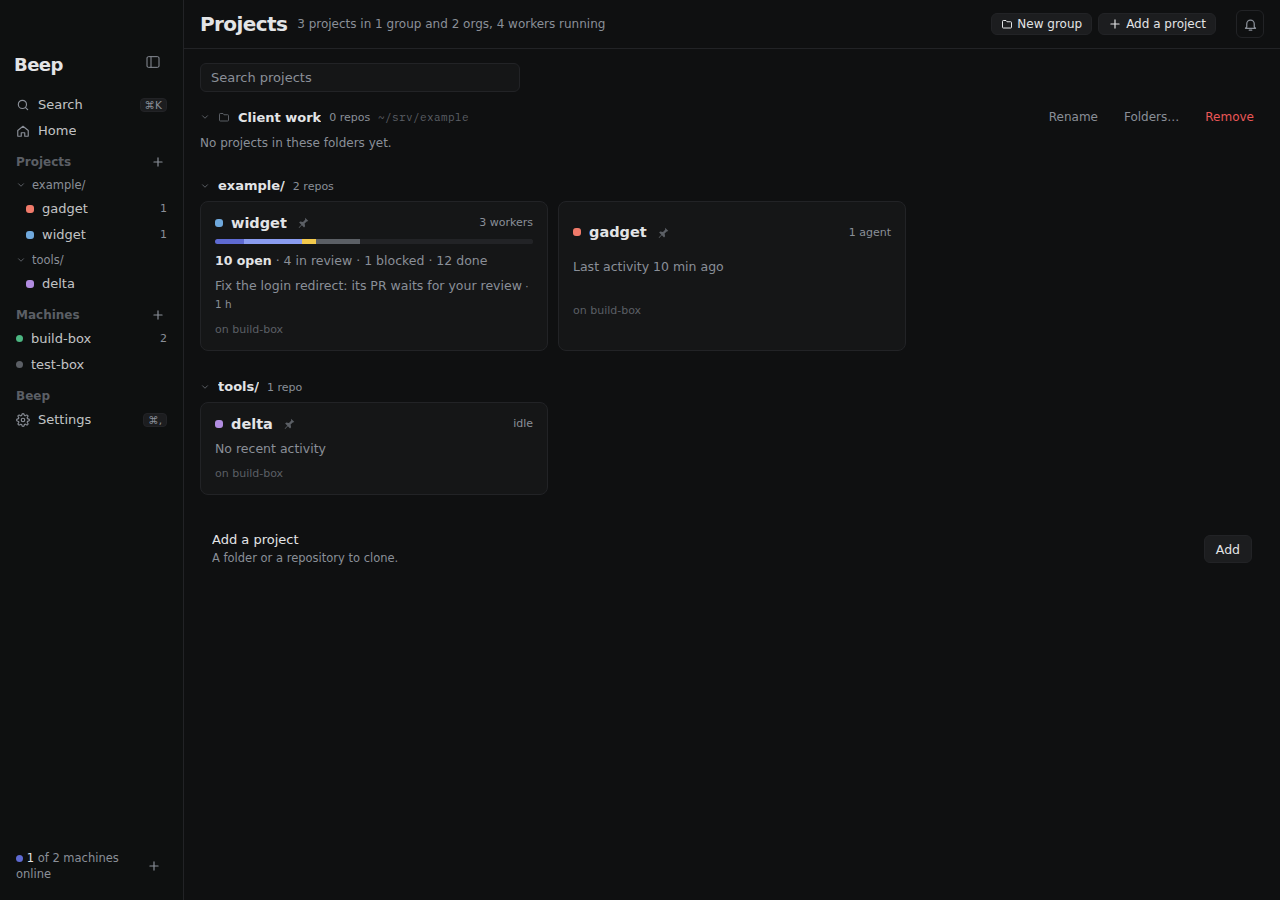 Beep
Search ⌘K
Home
Projects
example/
gadget 1
widget 1
tools/
delta
Machines
build-box 2
test-box
Beep
Settings ⌘,
1 of 2 machines
online
Projects 3 projects in 1 group and 2 orgs, 4 workers running
New group
Add a project
Search projects
Client work 0 repos ~/srv/example
Rename Folders… Remove
No projects in these folders yet.
example/ 2 repos
widget 3 workers
10 open · 4 in review · 1 blocked · 12 done
Fix the login redirect: its PR waits for your review ·
1 h
on build-box
gadget 1 agent
Last activity 10 min ago
on build-box
tools/ 1 repo
delta idle
No recent activity
on build-box
Add a project
A folder or a repository to clone.
Add